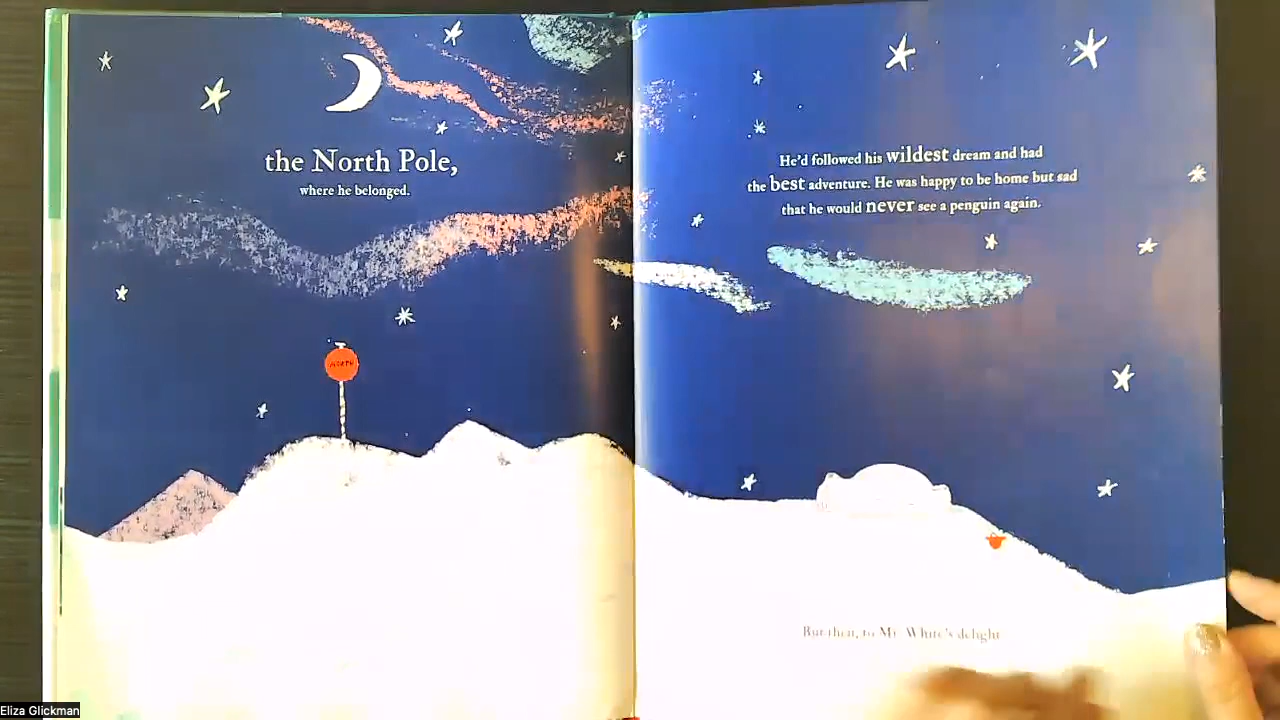 the North Pole,
where he belonged.
NORTH
He'd followed his wildest dream and had
the best adventure. He was happy to be home but sad
that he would never see a penguin again.
But then, to Mr. White's delight
Eliza Glickman